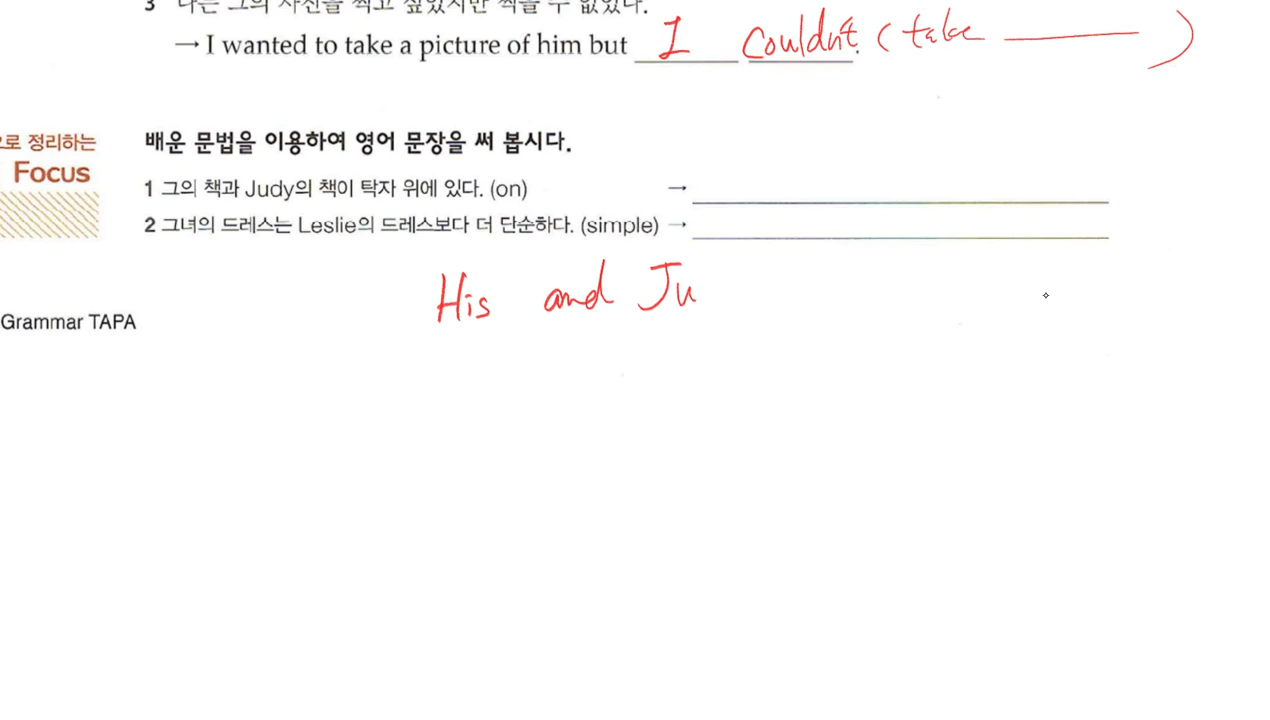 3 나는 그의 사진을 찍고 싶었지만 찍을 수 없었다.
→ I wanted to take a picture of him but I couldn't. (take ———)
으로 정리하는
Focus
배운 문법을 이용하여 영어 문장을 써 봅시다.
1 그의 책과 Judy의 책이 탁자 위에 있다. (on) →
2 그녀의 드레스는 Leslie의 드레스보다 더 단순하다. (simple) →
His and Ju
Grammar TAPA